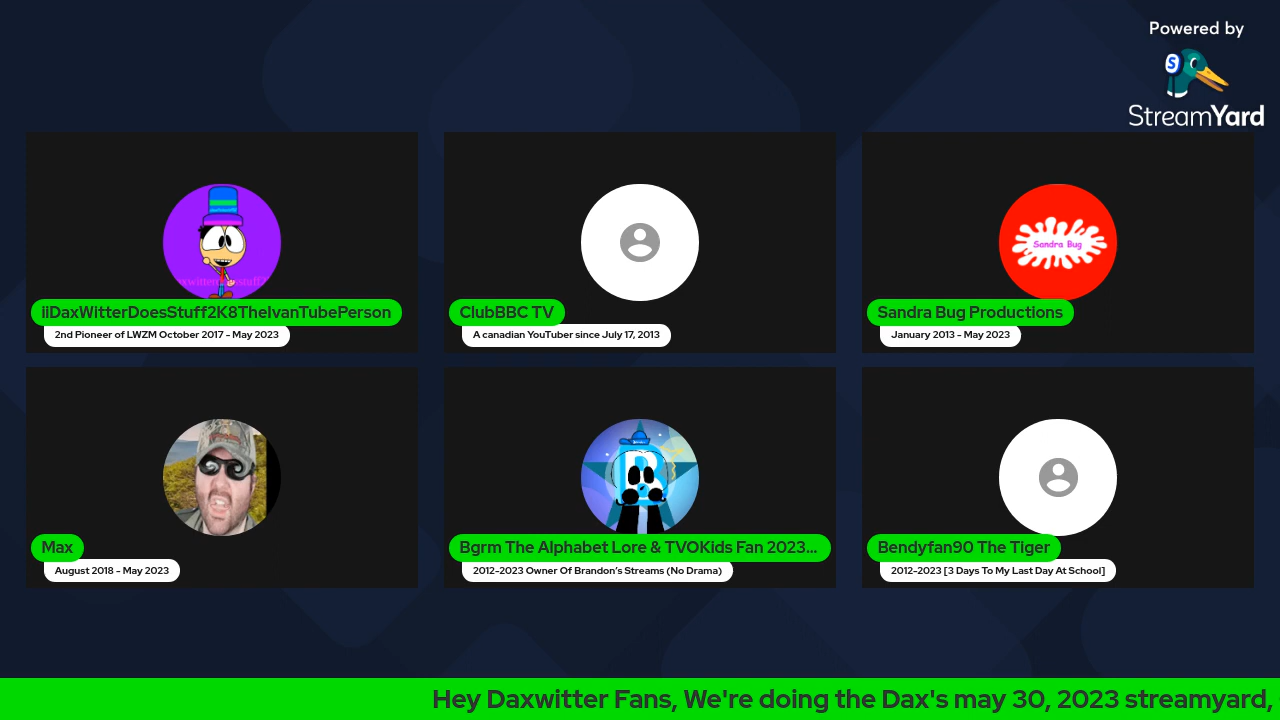 Powered by
StreamYard
iiDaxWitterDoesStuff2K8TheIvanTubePerson
2nd Pioneer of LWZM October 2017 - May 2023
ClubBBC TV
A canadian YouTuber since July 17, 2013
Sandra Bug
Sandra Bug Productions
January 2013 - May 2023
Max
August 2018 - May 2023
Bgrm The Alphabet Lore & TVOKids Fan 2023...
2012-2023 Owner Of Brandon's Streams (No Drama)
Bendyfan90 The Tiger
2012-2023 [3 Days To My Last Day At School]
Hey Daxwitter Fans, We're doing the Dax's may 30, 2023 streamyard,